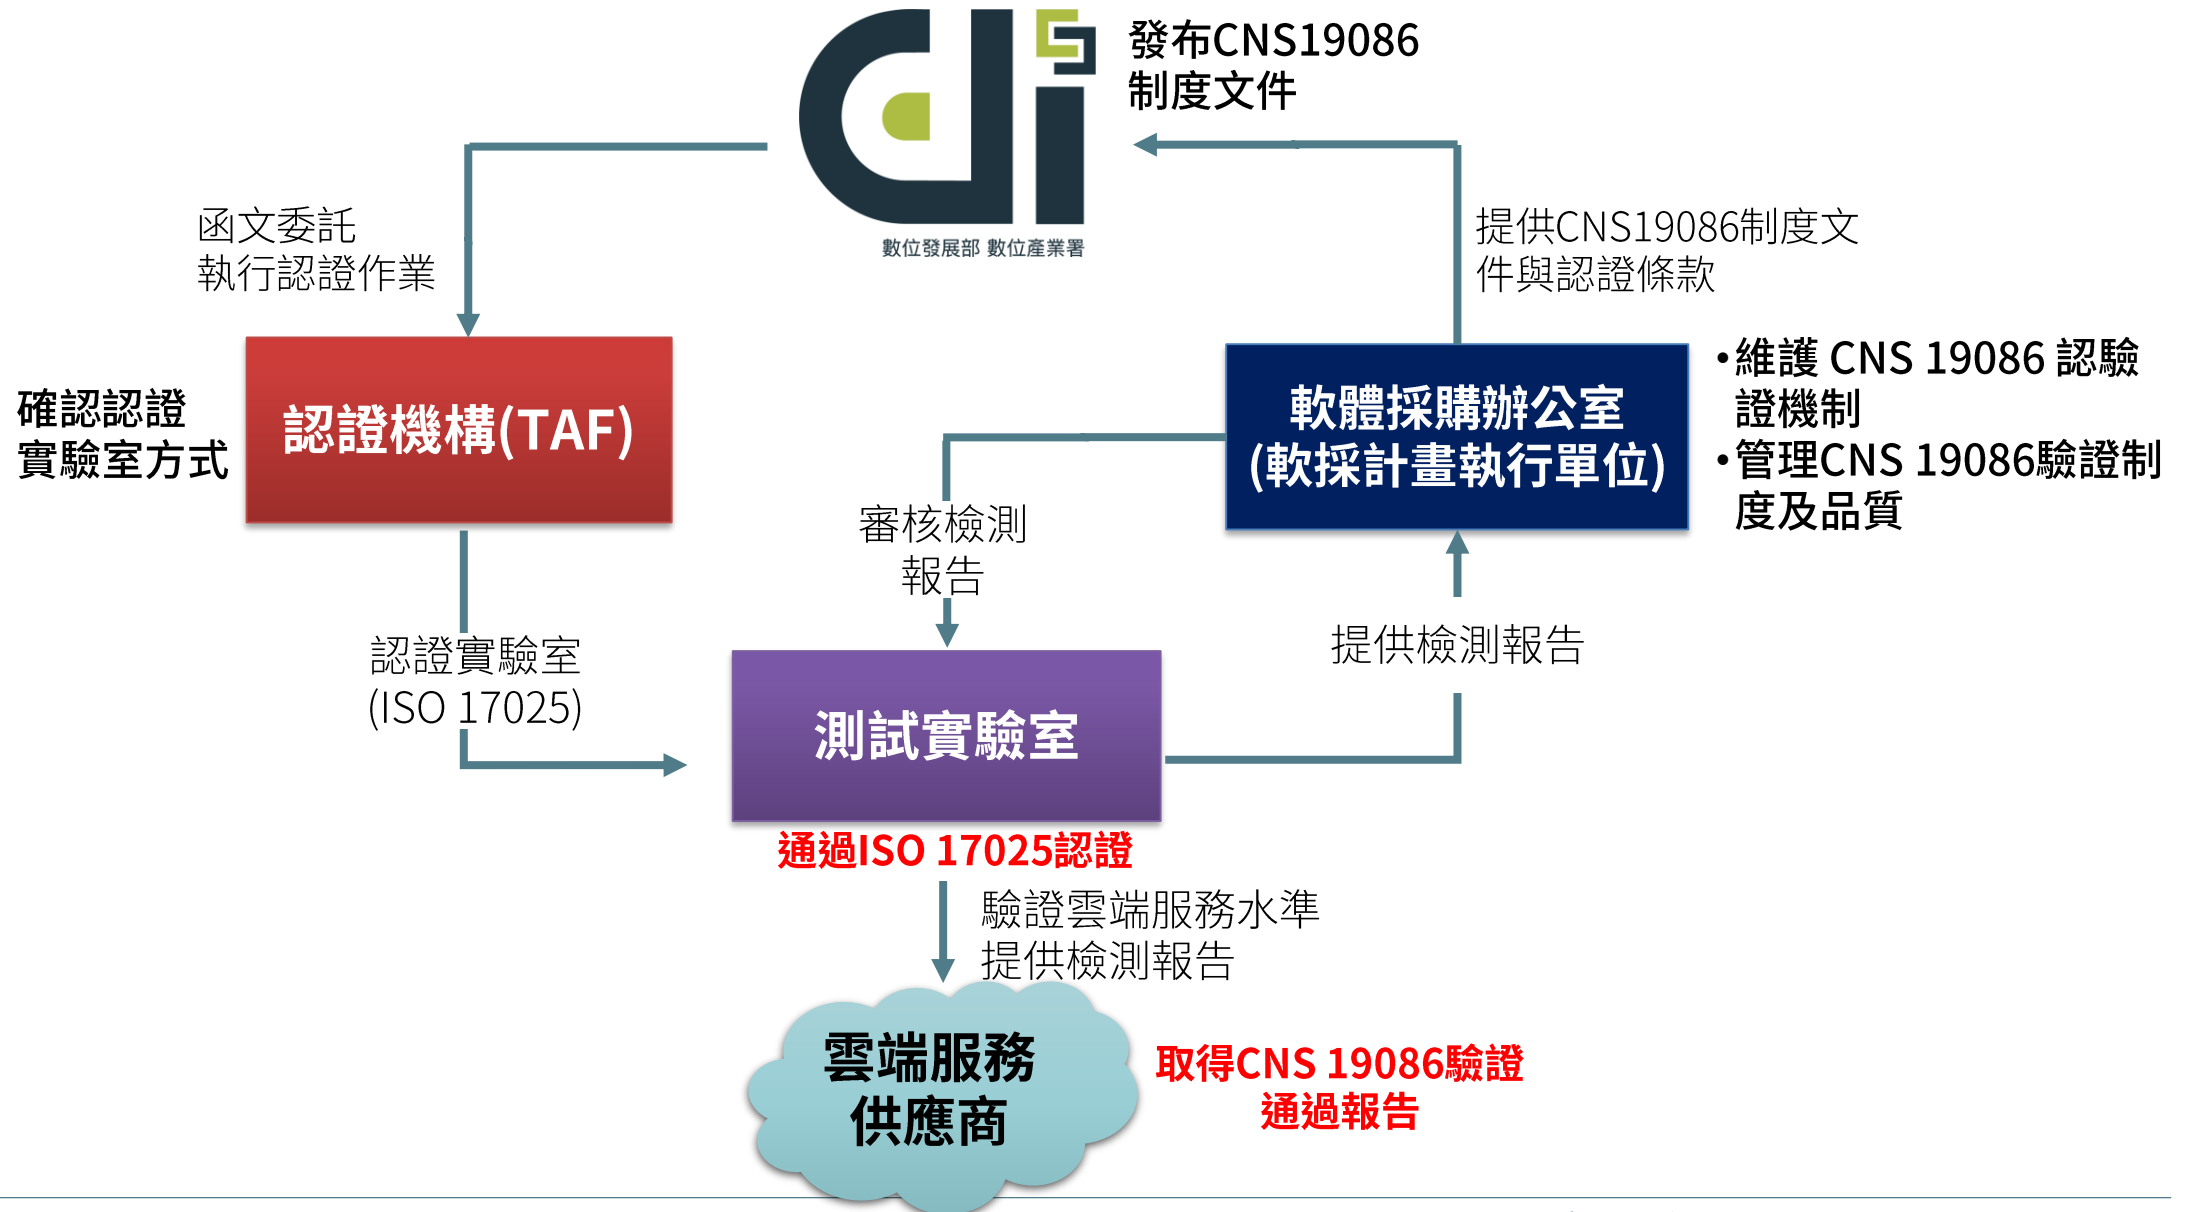 發布CNS19086
制度文件
數位發展部 數位產業署
函文委託
執行認證作業
提供CNS19086制度文
件與認證條款
確認認證
實驗室方式
認證機構(TAF)
軟體採購辦公室
(軟採計畫執行單位)
•維護 CNS 19086 認驗
證機制
•管理CNS 19086驗證制
度及品質
審核檢測
報告
認證實驗室
(ISO 17025)
提供檢測報告
測試實驗室
通過ISO 17025認證
驗證雲端服務水準
提供檢測報告
雲端服務
供應商
取得CNS 19086驗證
通過報告